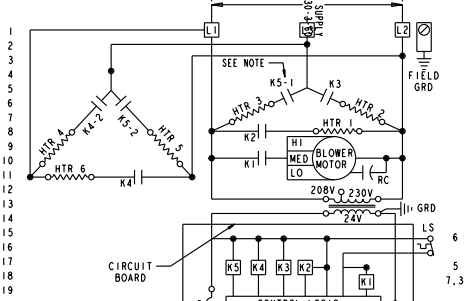 30-3-60
SUPPLY
L1
L3
L2
1
2
3
4
5
6
7
8
9
10
11
12
13
14
15
16
17
18
19
SEE NOTE
FIELD
GRD
K5-1
K3
HTR 3
HTR 2
HTR 4
K4-2
K5-2
HTR 5
HTR 6
K4
K2
HTR 1
K1
HI
MED
LO
BLOWER
MOTOR
RC
208V
230V
24V
GRD
LS
6
5
7,3
CIRCUIT
BOARD
K5
K4
K3
K2
K1